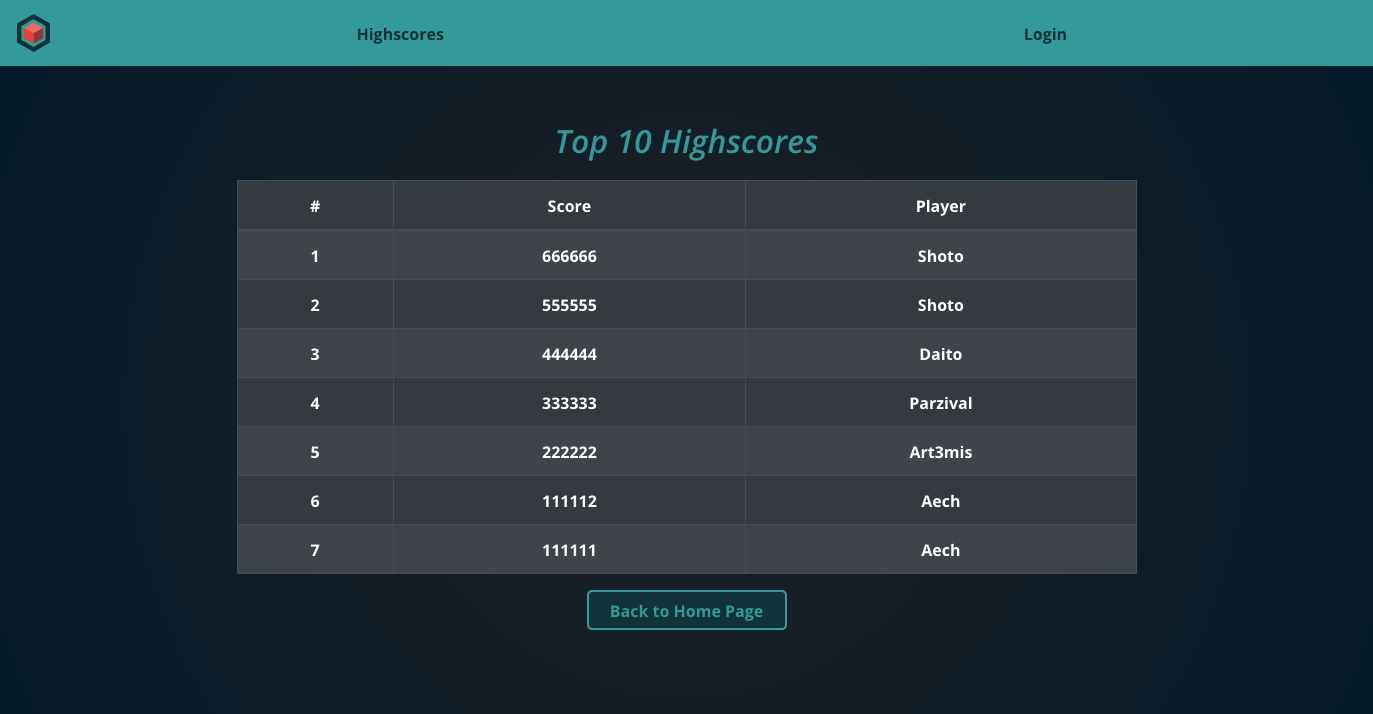 Highscores Login
Top 10 Highscores
# Score Player
1 666666 Shoto
2 555555 Shoto
3 444444 Daito
4 333333 Parzival
5 222222 Art3mis
6 111112 Aech
7 111111 Aech
Back to Home Page